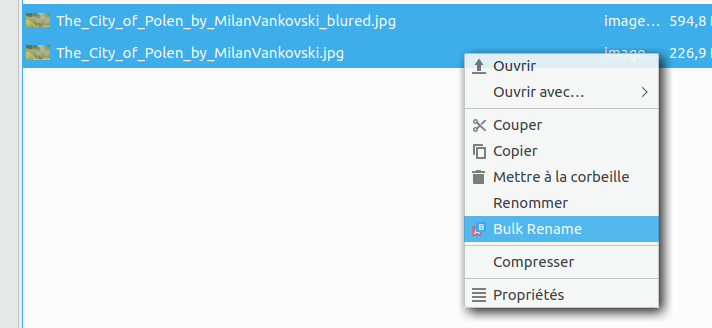 The_City_of_Polen_by_MilanVankovski_blured.jpg image… 594,8
The_City_of_Polen_by_MilanVankovski.jpg image… 226,9
Ouvrir
Ouvrir avec…
Couper
Copier
Mettre à la corbeille
Renommer
Bulk Rename
Compresser
Propriétés